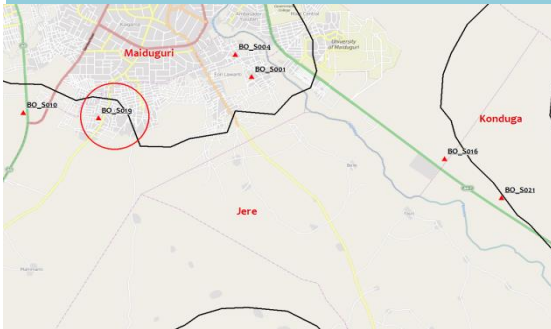 Maiduguri
BO_S004
University
of Maiduguri
BO_S001
BO_S010
BO_S019
Konduga
BO_S016
BO_S021
Jere